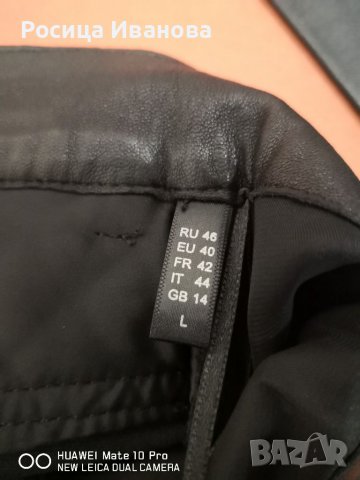 Росица Иванова
RU 46
EU 40
FR 42
IT 44
GB 14
L
HUAWEI Mate 10 Pro
NEW LEICA DUAL CAMERA
BAZAR